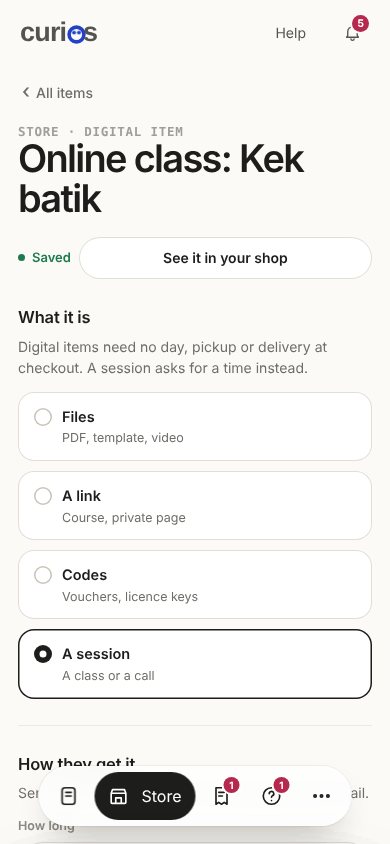 curios
Help
5
All items
STORE · DIGITAL ITEM
Online class: Kek
batik
Saved
See it in your shop
What it is
Digital items need no day, pickup or delivery at
checkout. A session asks for a time instead.
Files
PDF, template, video
A link
Course, private page
Codes
Vouchers, licence keys
A session
A class or a call
How they get it
Store
1
1
How long